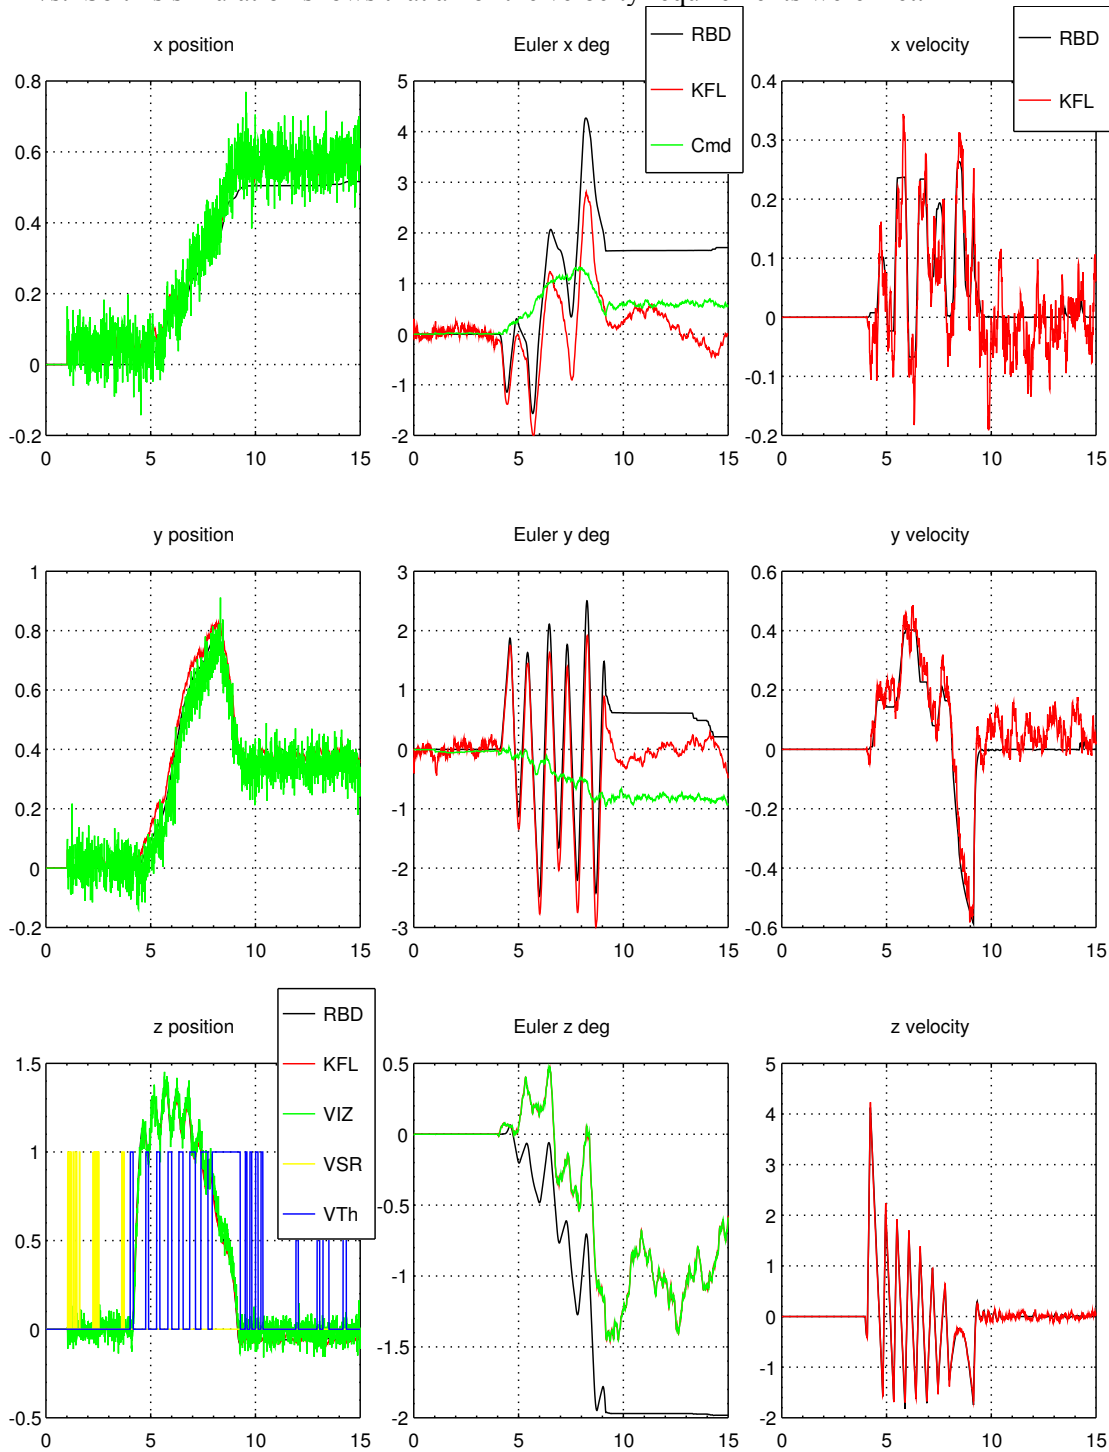 RBD
x position Euler x deg x velocity RBD
0.8 5 0.4
KFL KFL
4 0.3
0.6 Cmd
3 0.2
0.4 2
0.1
0.2 1
0 0
0 -1 -0.1
-0.2 -2 -0.2
0 5 10 15 0 5 10 15 0 5 10 15
y position Euler y deg y velocity
1 3 0.6
0.8 2 0.4
0.6 1 0.2
0.4 0 0
0.2 -1 0.2
0 -2 0.4
0.2 -3 -0.6
0 5 10 15 0 5 10 15 0 5 10 15
RBD
z position Euler z deg z velocity
1.5 KFL 0.5 5
4
VIZ 0
3
1 VSR -0.5 2
VTh
0.5 -1 1
0
0 -1.5
-1
-0.5 -2 -2
0 5 10 15 0 5 10 15 0 5 10 15